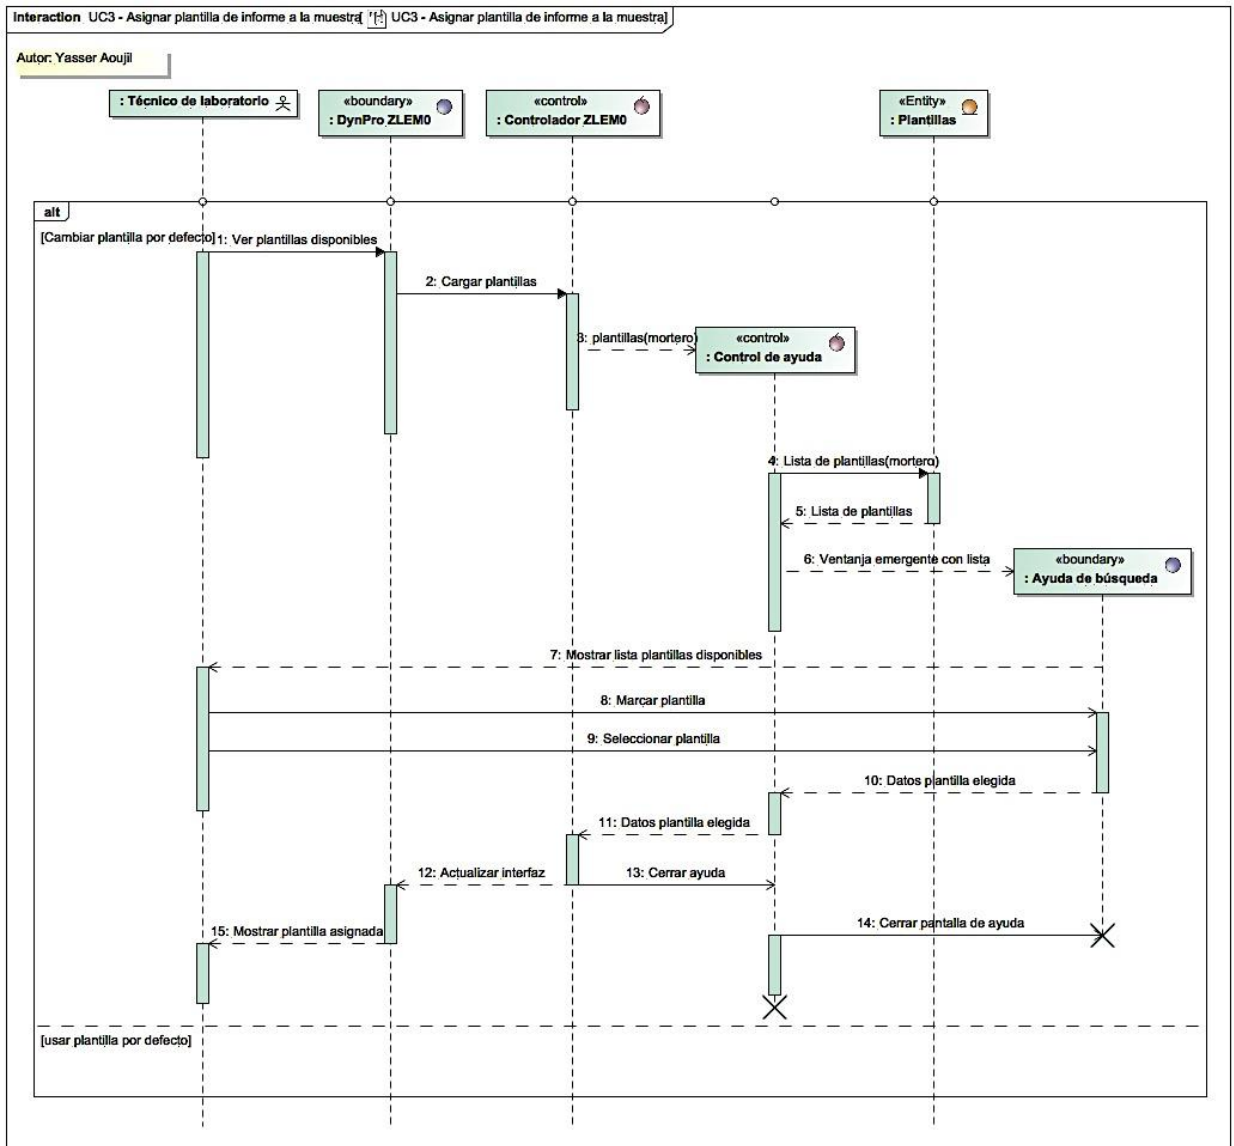 Interaction UC3 - Asignar plantilla de informe a la muestra[ UC3 - Asignar plantilla de informe a la muestra]
Autor: Yasser Aoujil
: Técnico de laboratorio
«boundary»
: DynPro ZLEM0
«control»
: Controlador ZLEM0
«Entity»
: Plantillas
alt
[Cambiar plantilla por defecto]
1: Ver plantillas disponibles
2: Cargar plantillas
3: plantillas(mortero)
«control»
: Control de ayuda
4: Lista de plantillas(mortero)
5: Lista de plantillas
6: Ventanja emergente con lista
«boundary»
: Ayuda de búsqueda
7: Mostrar lista plantillas disponibles
8: Marcar plantilla
9: Seleccionar plantilla
10: Datos plantilla elegida
11: Datos plantilla elegida
12: Actualizar interfaz
13: Cerrar ayuda
14: Cerrar pantalla de ayuda
15: Mostrar plantilla asignada
[usar plantilla por defecto]